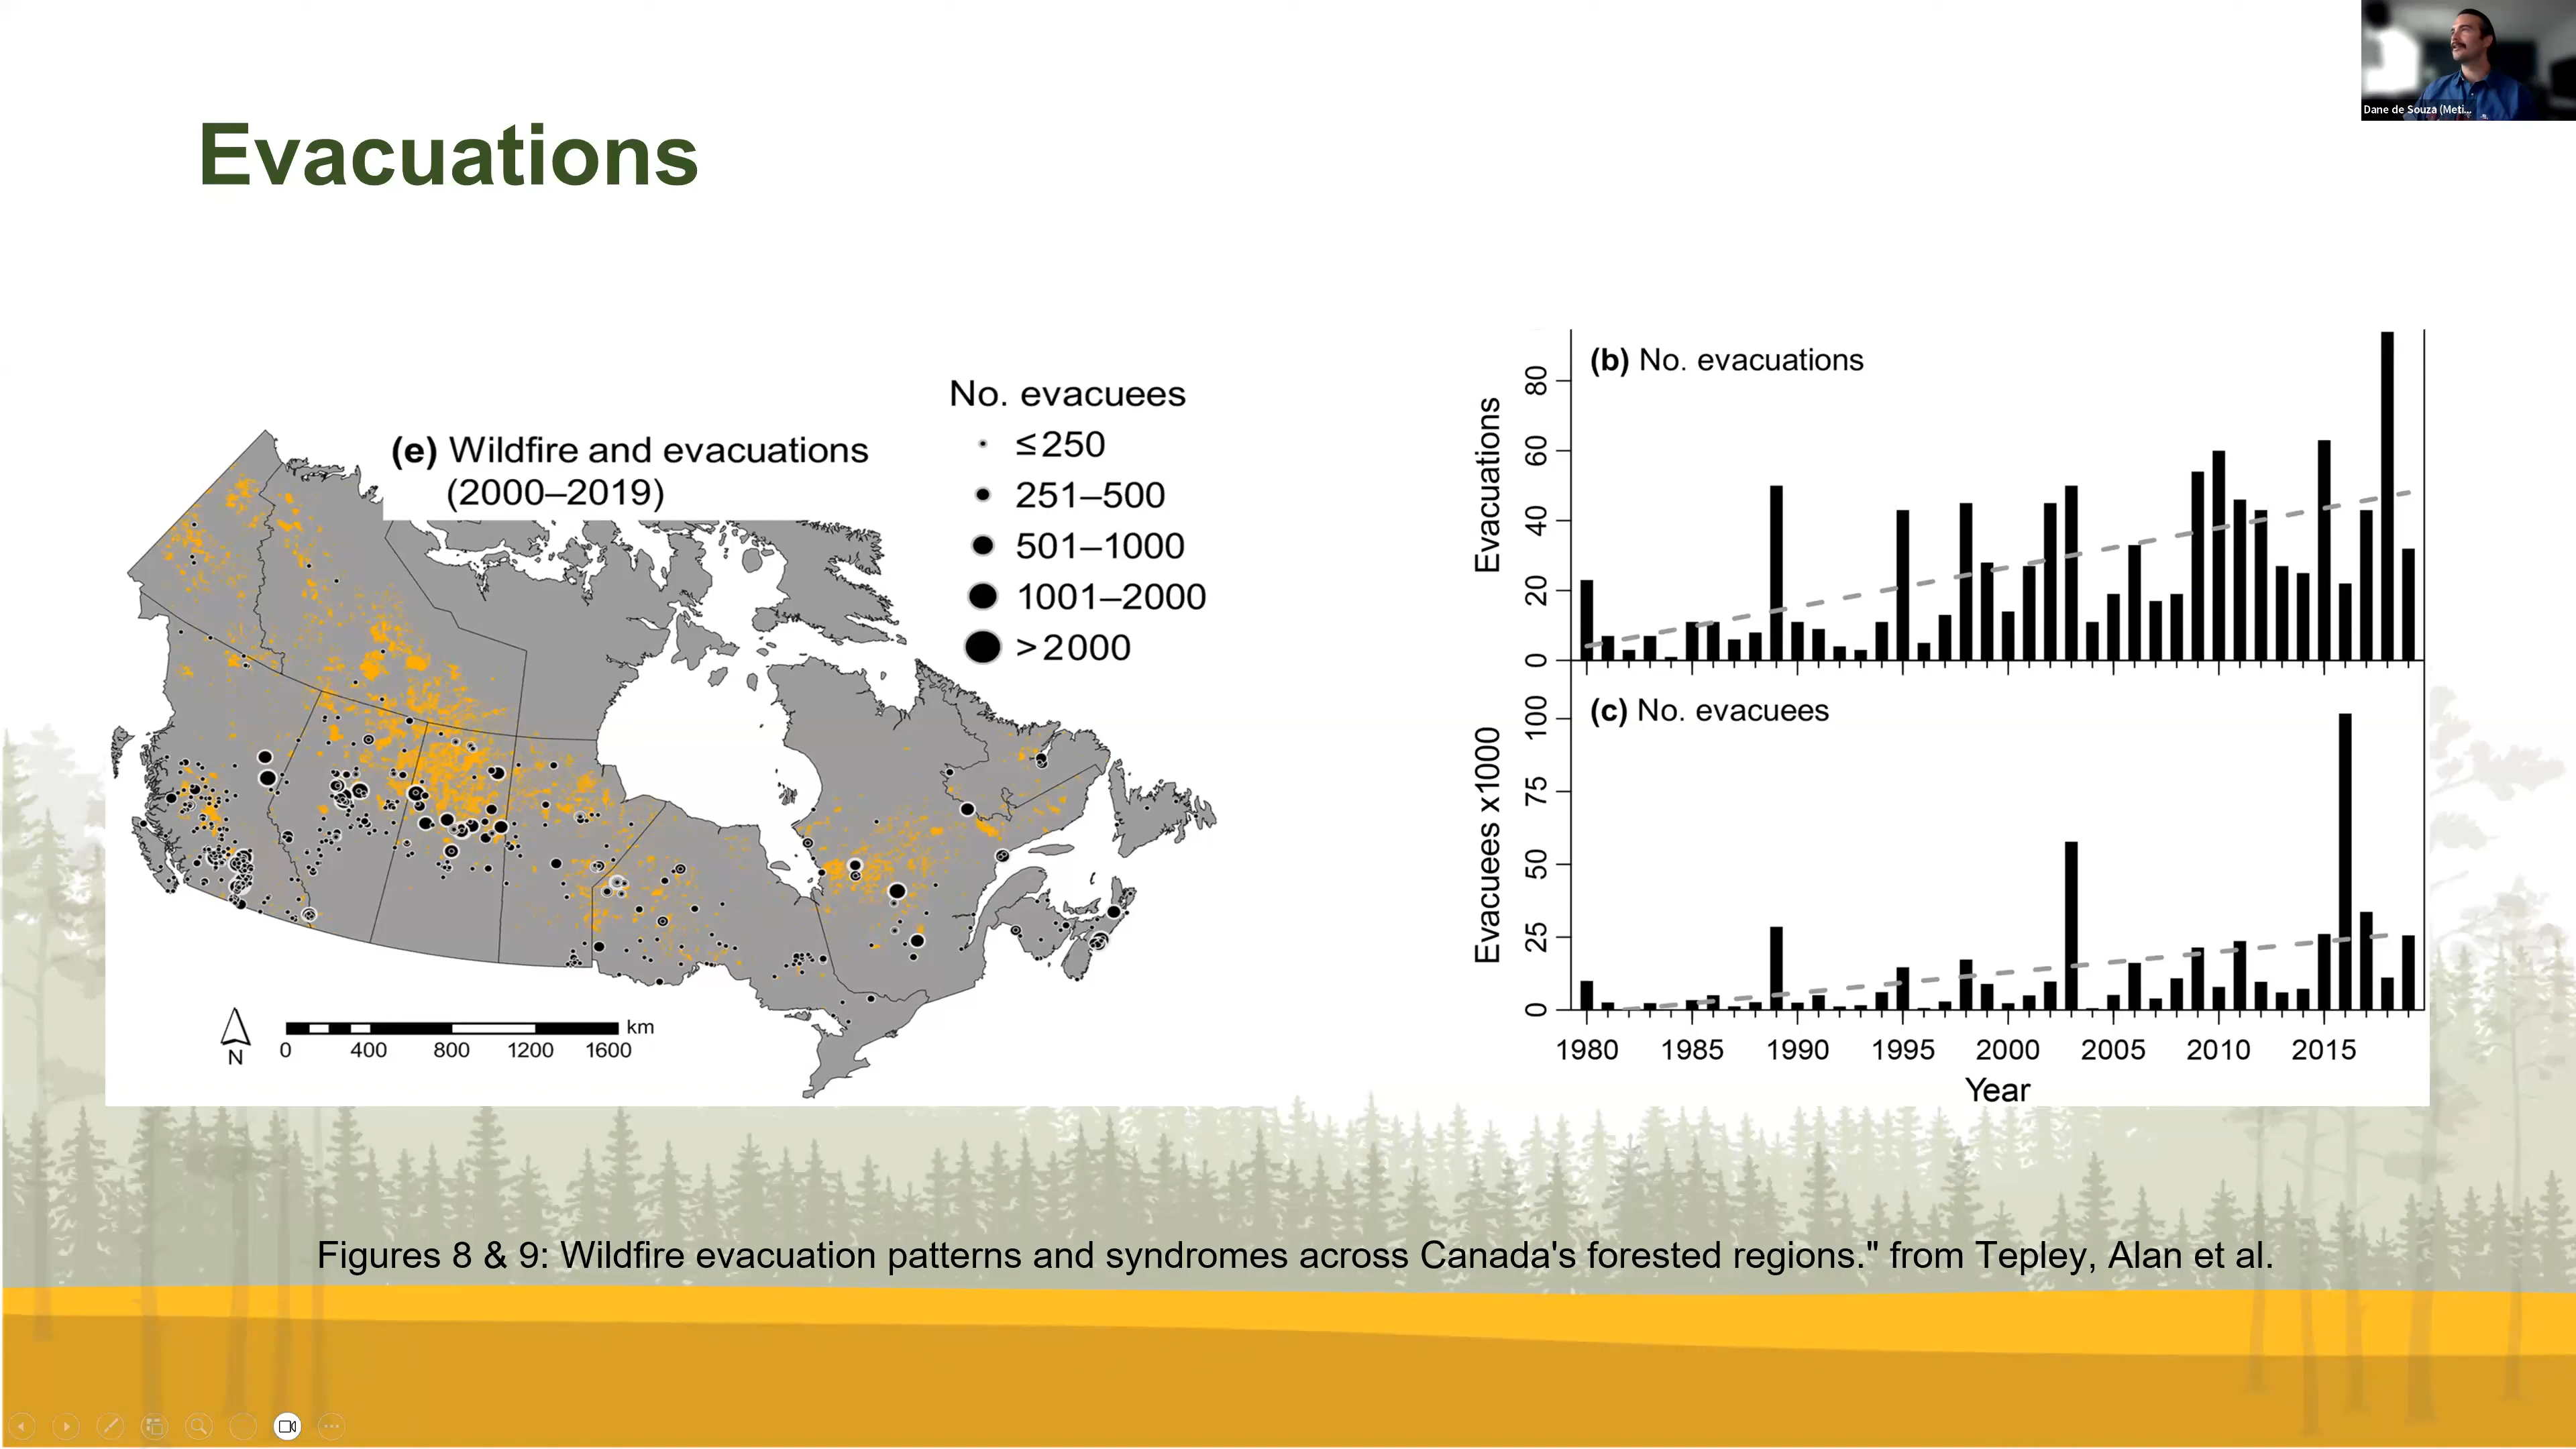 Dane de Souza (Meti...
Evacuations
(e) Wildfire and evacuations
(2000–2019)
No. evacuees
≤250
251–500
501–1000
1001–2000
>2000
N
0 400 800 1200 1600 km
(b) No. evacuations
Evacuations
0 20 40 60 80
(c) No. evacuees
Evacuees x1000
0 25 50 75 100
1980 1985 1990 1995 2000 2005 2010 2015
Year
Figures 8 & 9: Wildfire evacuation patterns and syndromes across Canada's forested regions." from Tepley, Alan et al.